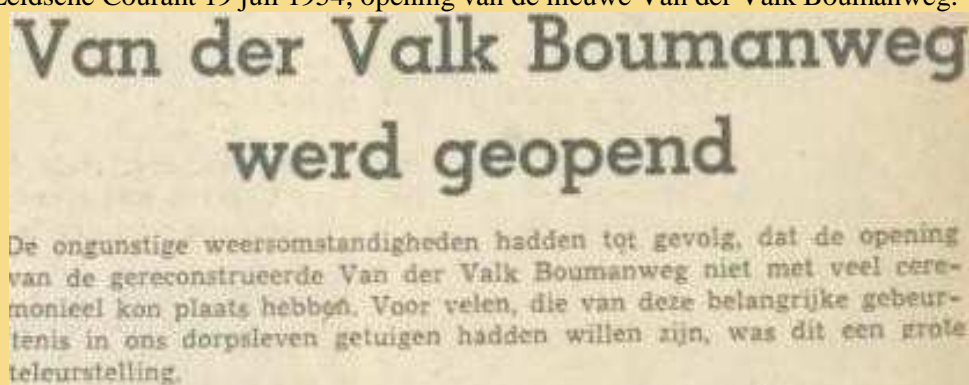 Leidsche Courant 19 juli 1954, opening van de nieuwe Van der Valk Boumanweg.
Van der Valk Boumanweg
werd geopend
De ongunstige weersomstandigheden hadden tot gevolg, dat de opening
van de gereconstrueerde Van der Valk Boumanweg niet met veel cere-
monieel kon plaats hebben. Voor velen, die van deze belangrijke gebeur-
tenis in ons dorpsleven getuigen hadden willen zijn, was dit een grote
teleurstelling.